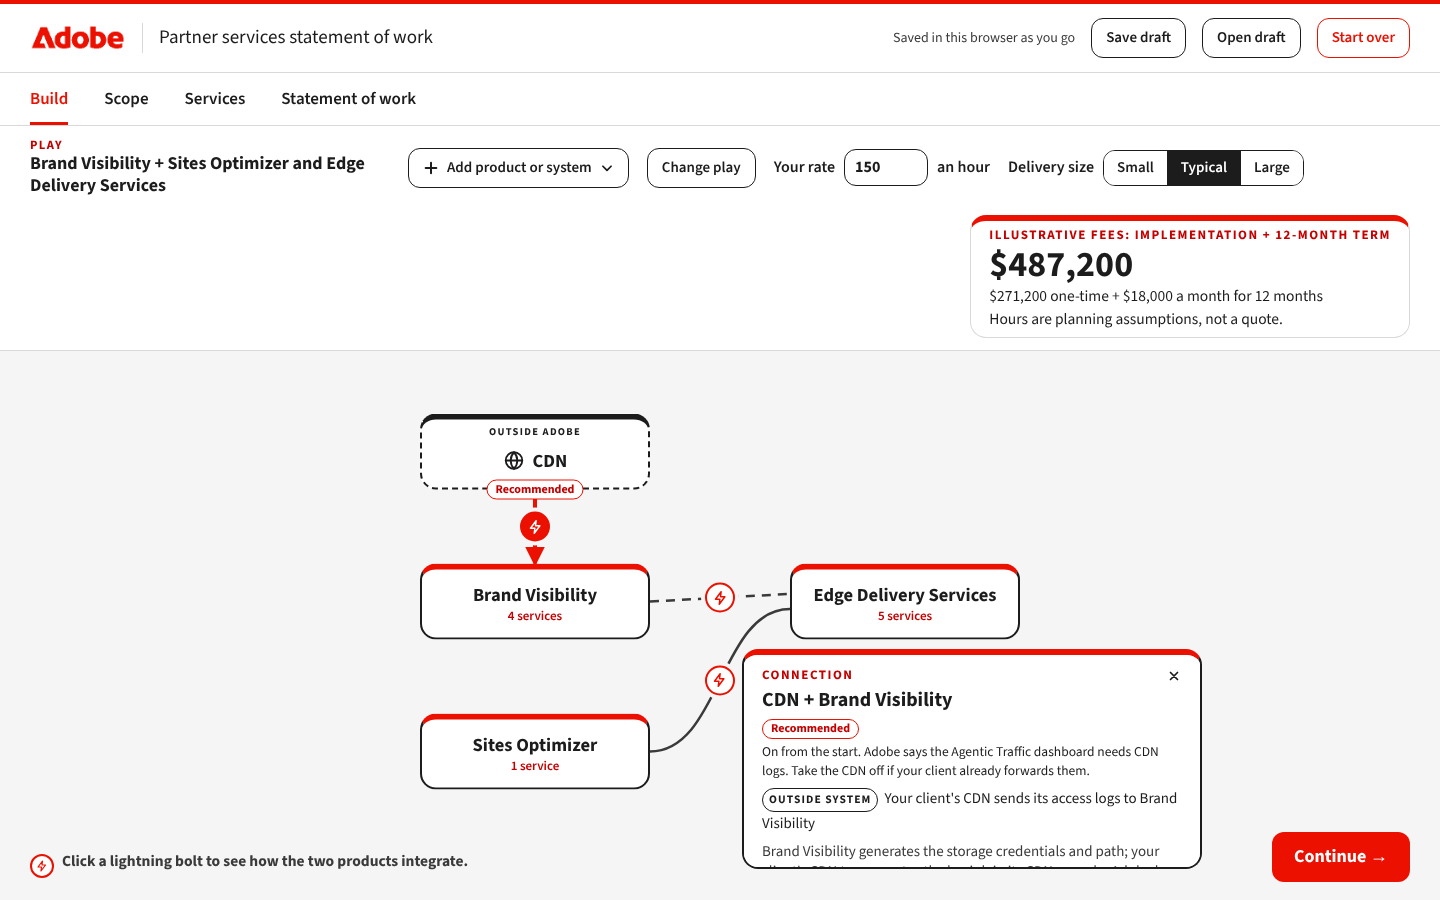 Adobe
Partner services statement of work
Saved in this browser as you go
Save draft
Open draft
Start over
Build
Scope
Services
Statement of work
PLAY
Brand Visibility + Sites Optimizer and Edge
Delivery Services
Add product or system
Change play
Your rate
150
an hour
Delivery size
Small
Typical
Large
ILLUSTRATIVE FEES: IMPLEMENTATION + 12-MONTH TERM
$487,200
$271,200 one-time + $18,000 a month for 12 months
Hours are planning assumptions, not a quote.
OUTSIDE ADOBE
CDN
Recommended
Brand Visibility
4 services
Edge Delivery Services
5 services
Sites Optimizer
1 service
CONNECTION
CDN + Brand Visibility
Recommended
On from the start. Adobe says the Agentic Traffic dashboard needs CDN
logs. Take the CDN off if your client already forwards them.
OUTSIDE SYSTEM Your client's CDN sends its access logs to Brand
Visibility
Brand Visibility generates the storage credentials and path; your
Click a lightning bolt to see how the two products integrate.
Continue →